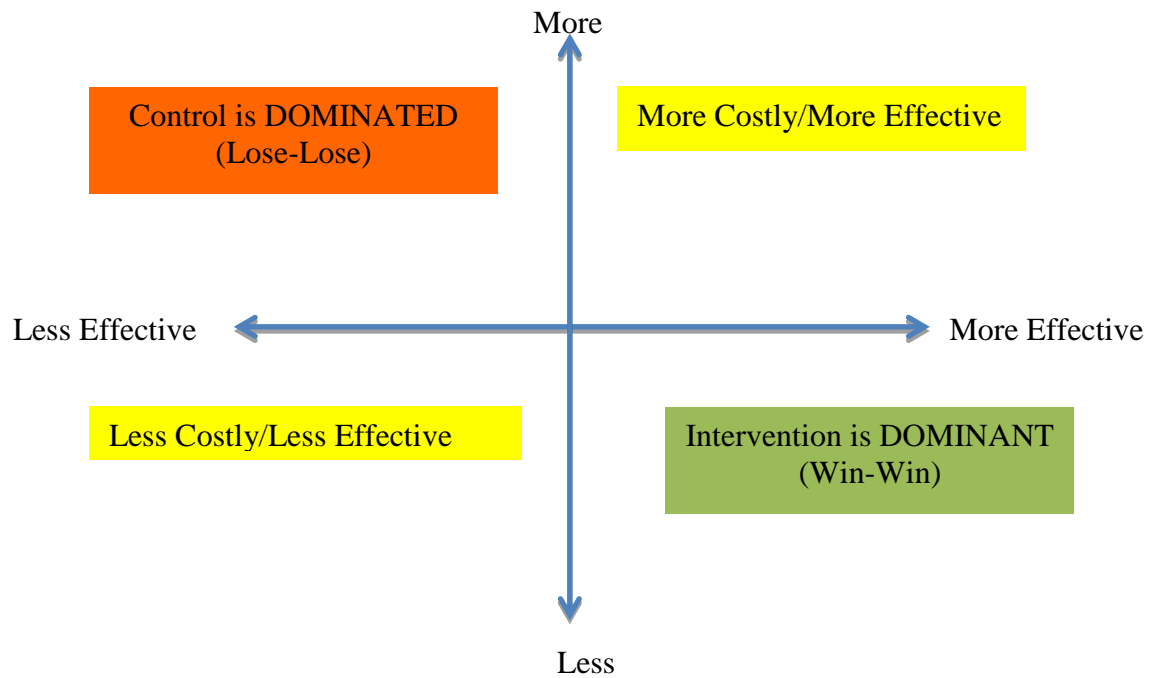 More
Control is DOMINATED
(Lose-Lose)
More Costly/More Effective
Less Effective
More Effective
Less Costly/Less Effective
Intervention is DOMINANT
(Win-Win)
Less